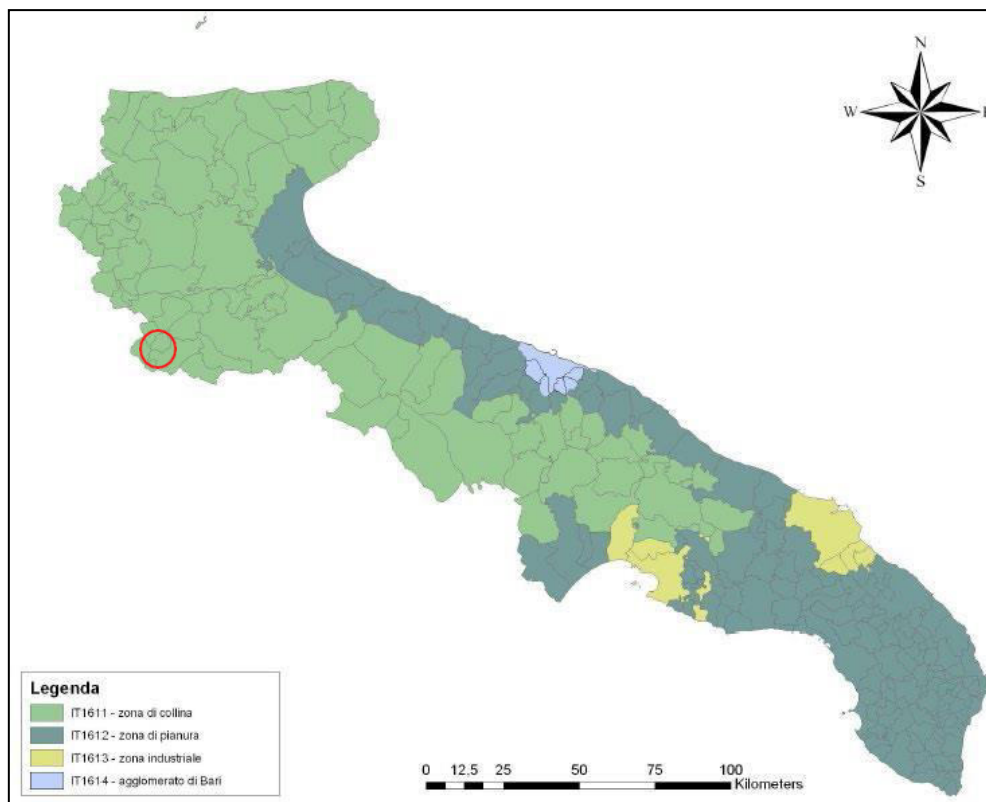 N
W
E
S
Legenda
IT1611 - zona di collina
IT1612 - zona di pianura
IT1613 - zona industriale
IT1614 - agglomerato di Bari
0 12,5 25 50 75 100
Kilometers